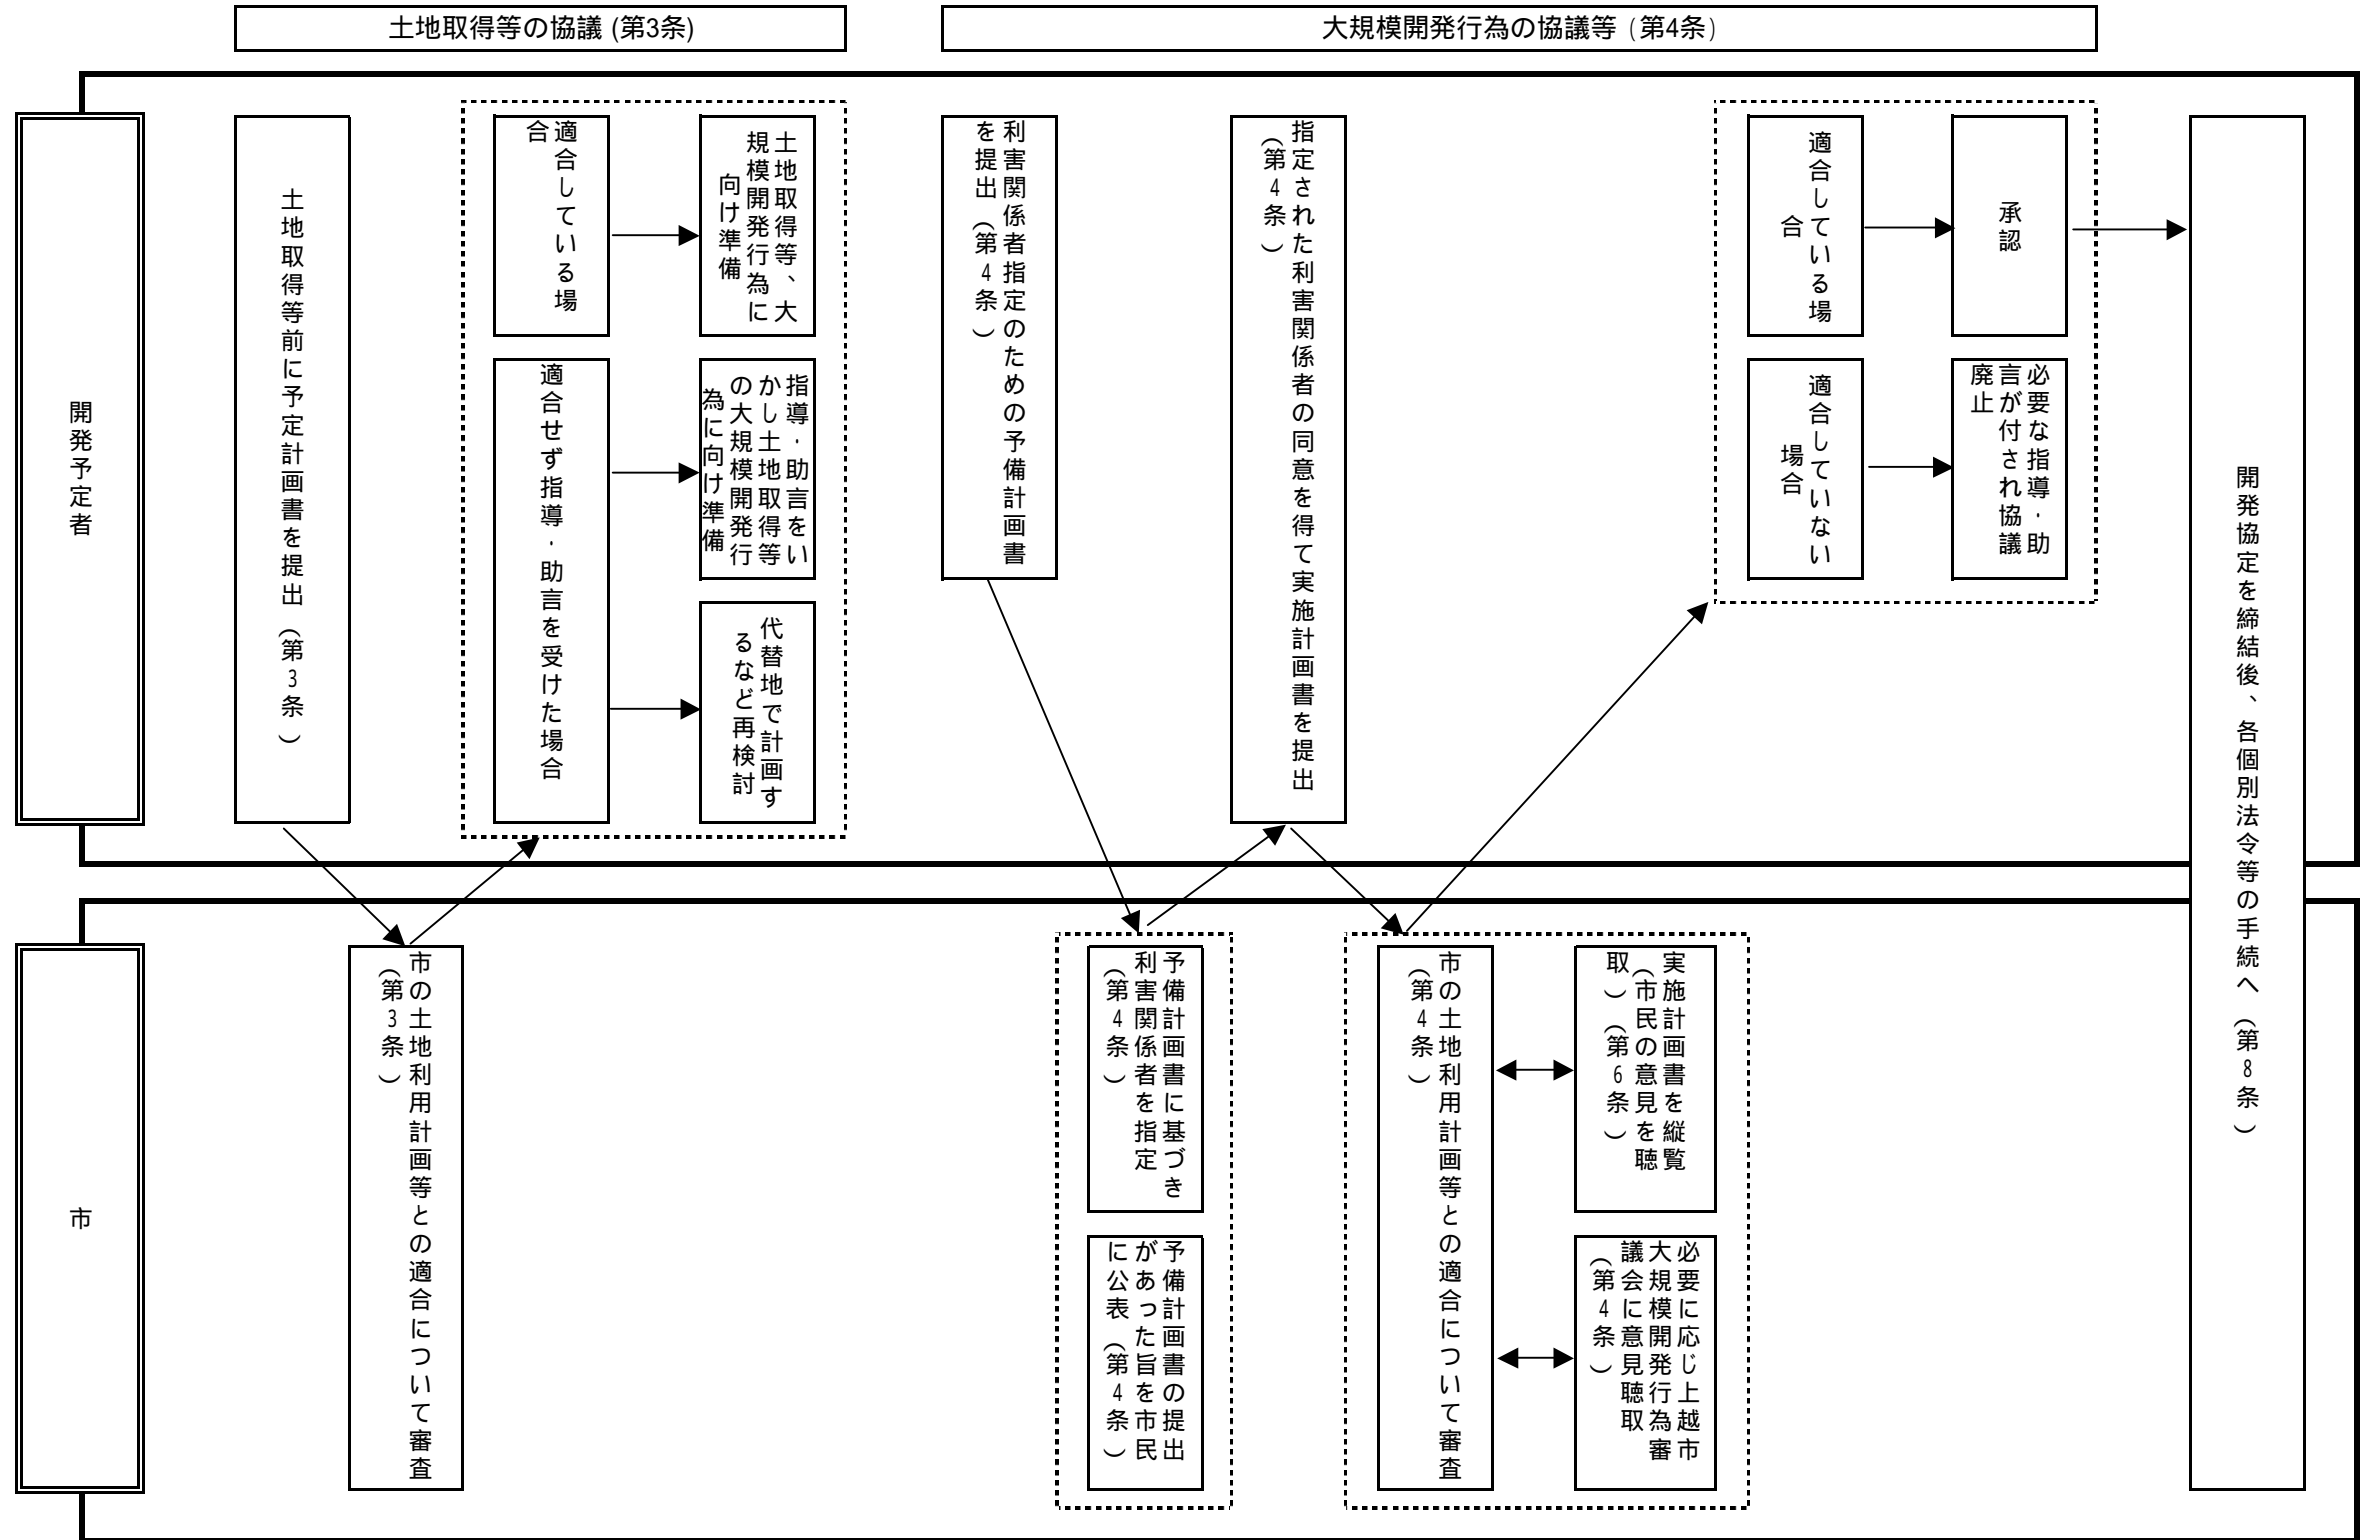 土地取得等の協議 (第3条)
大規模開発行為の協議等（第4条）
開発予定者
土地取得等前に予定計画書を提出（第3条）
適合している場
合
土地取得等、大
規模開発行為に
向け準備
適合せず指導・助言を受けた場合
指導・助言をい
かし土地取得等
の大規模開発行
為に向け準備
代替地で計画す
るなど再検討
利害関係者指定のための予備計画書
を提出（第4条）
指定された利害関係者の同意を得て実施計画書を提出
（第4条）
適合している場
合
承認
適合していない
場合
必要な指導・助
言が付され協議
廃止
開発協定を締結後、各個別法令等の手続へ（第8条）
市
市の土地利用計画等との適合について審査
（第3条）
予備計画書に基づき
利害関係者を指定
（第4条）
予備計画書の提出
があった旨を市民
に公表（第4条）
市の土地利用計画等との適合について審査
（第4条）
実施計画書を縦覧
（市民の意見を聴
取）（第6条）
必要に応じ上越市
大規模開発行為審
議会に意見聴取
（第4条）